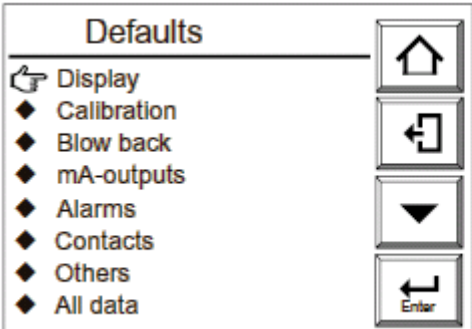 Defaults
Display
Calibration
Blow back
mA-outputs
Alarms
Contacts
Others
All data
Enter